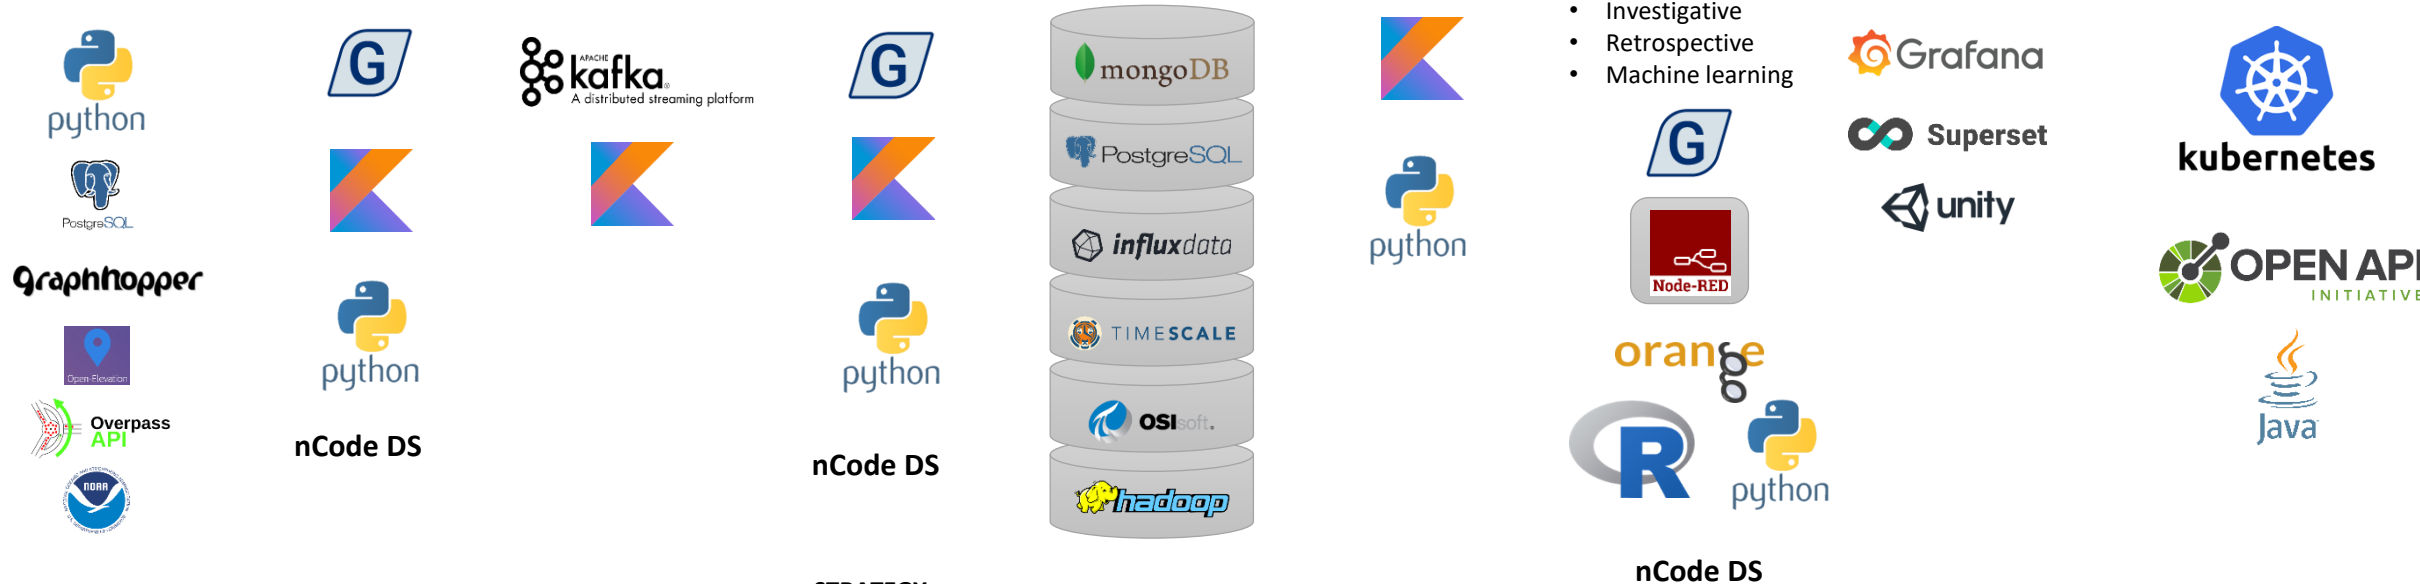 python
PostgreSQL
graphhopper
Open-Elevation
Overpass
API
NOAA
G
python
nCode DS
APACHE
kafka
A distributed streaming platform
G
python
nCode DS
mongoDB
PostgreSQL
influxdata
TIMESCALE
OSIsoft.
hadoop
python
• Investigative
• Retrospective
• Machine learning
G
Node-RED
orange
R
python
nCode DS
Grafana
Superset
unity
kubernetes
OPEN API
INITIATIVE
Java